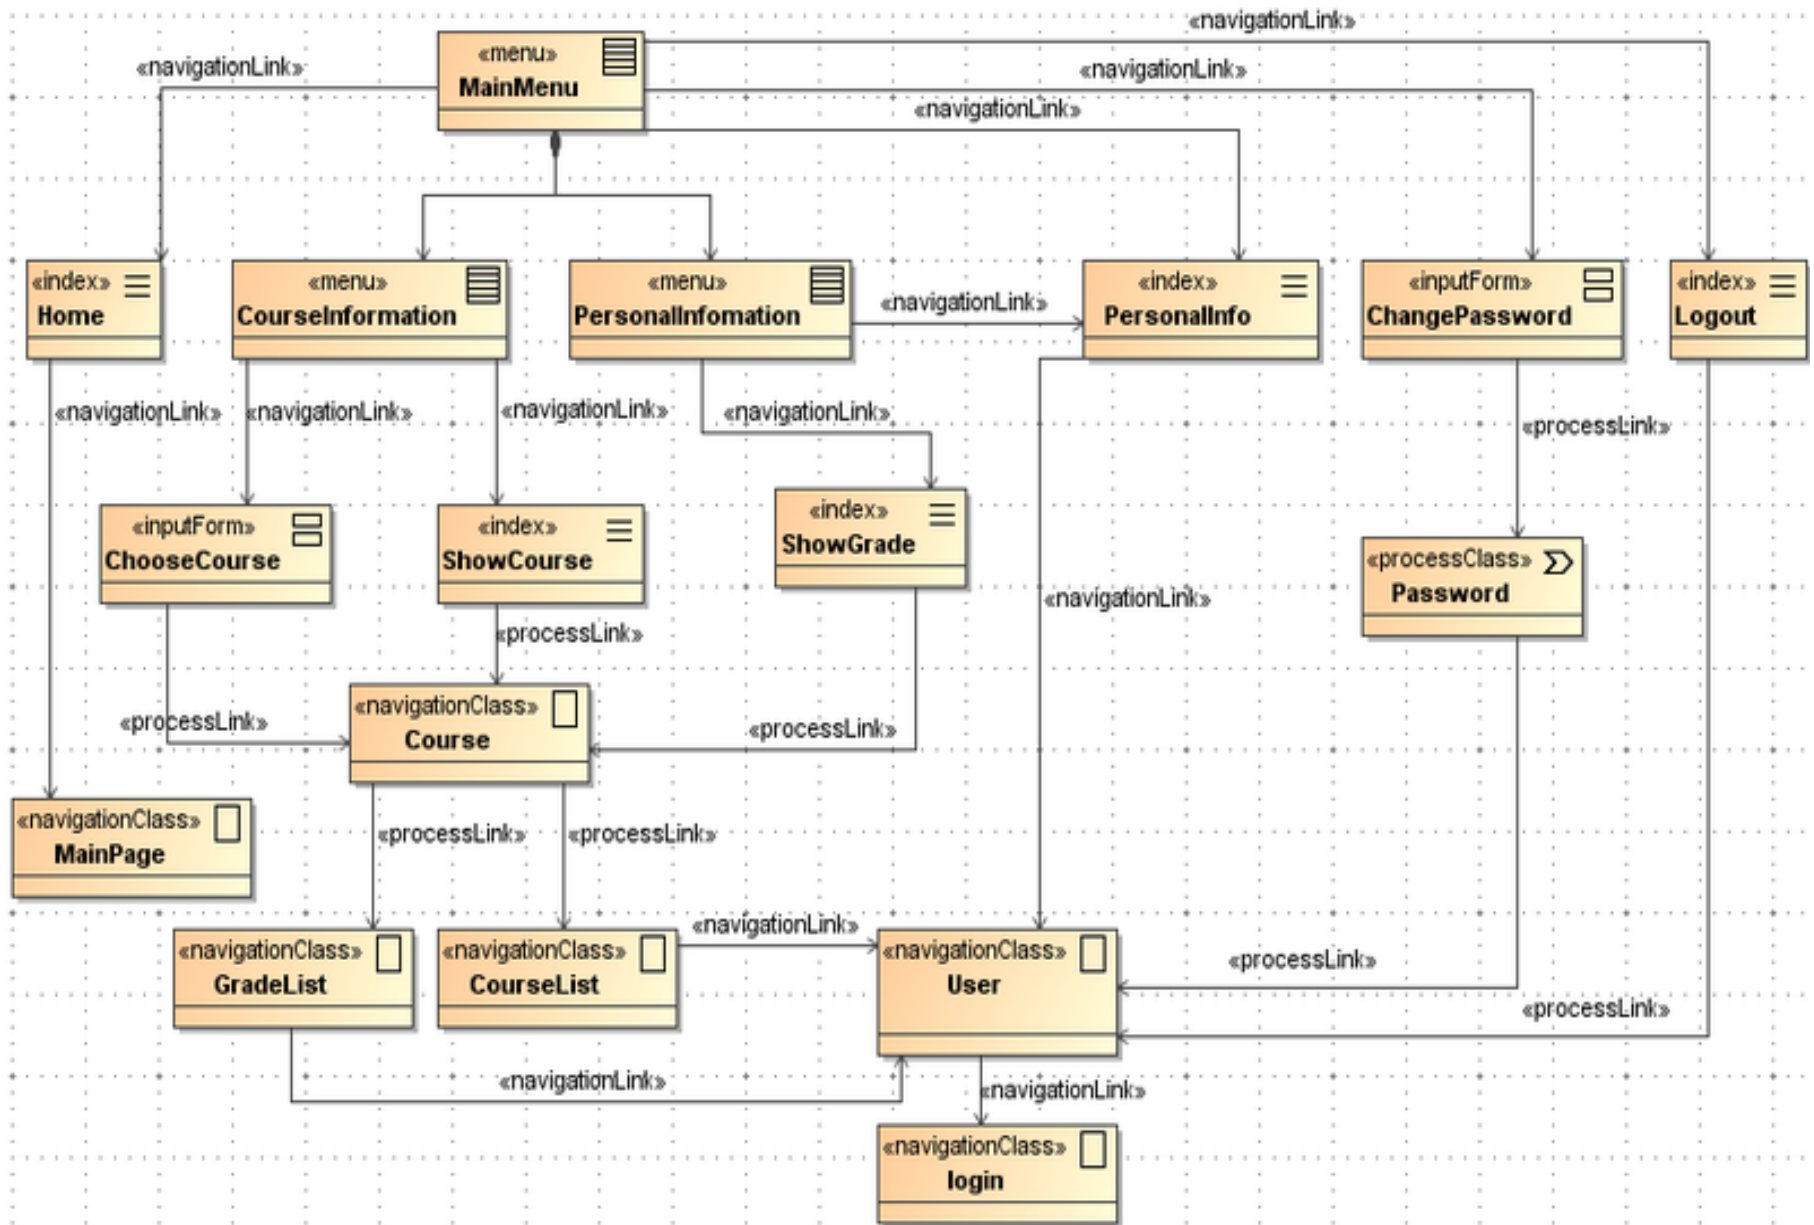 «navigationLink»
«menu»
MainMenu
«navigationLink»
«navigationLink»
«navigationLink»
«index»
Home
«menu»
CourseInformation
«menu»
PersonalInfomation
«navigationLink»
«index»
PersonalInfo
«inputForm»
ChangePassword
«index»
Logout
«navigationLink»
«navigationLink»
«navigationLink»
«navigationLink»
«processLink»
«inputForm»
ChooseCourse
«index»
ShowCourse
«index»
ShowGrade
«processClass»
Password
«navigationLink»
«processLink»
«processLink»
«navigationClass»
Course
«processLink»
«navigationClass»
MainPage
«processLink»
«processLink»
«navigationClass»
GradeList
«navigationClass»
CourseList
«navigationLink»
«navigationClass»
User
«processLink»
«processLink»
«navigationLink»
«navigationLink»
«navigationClass»
login